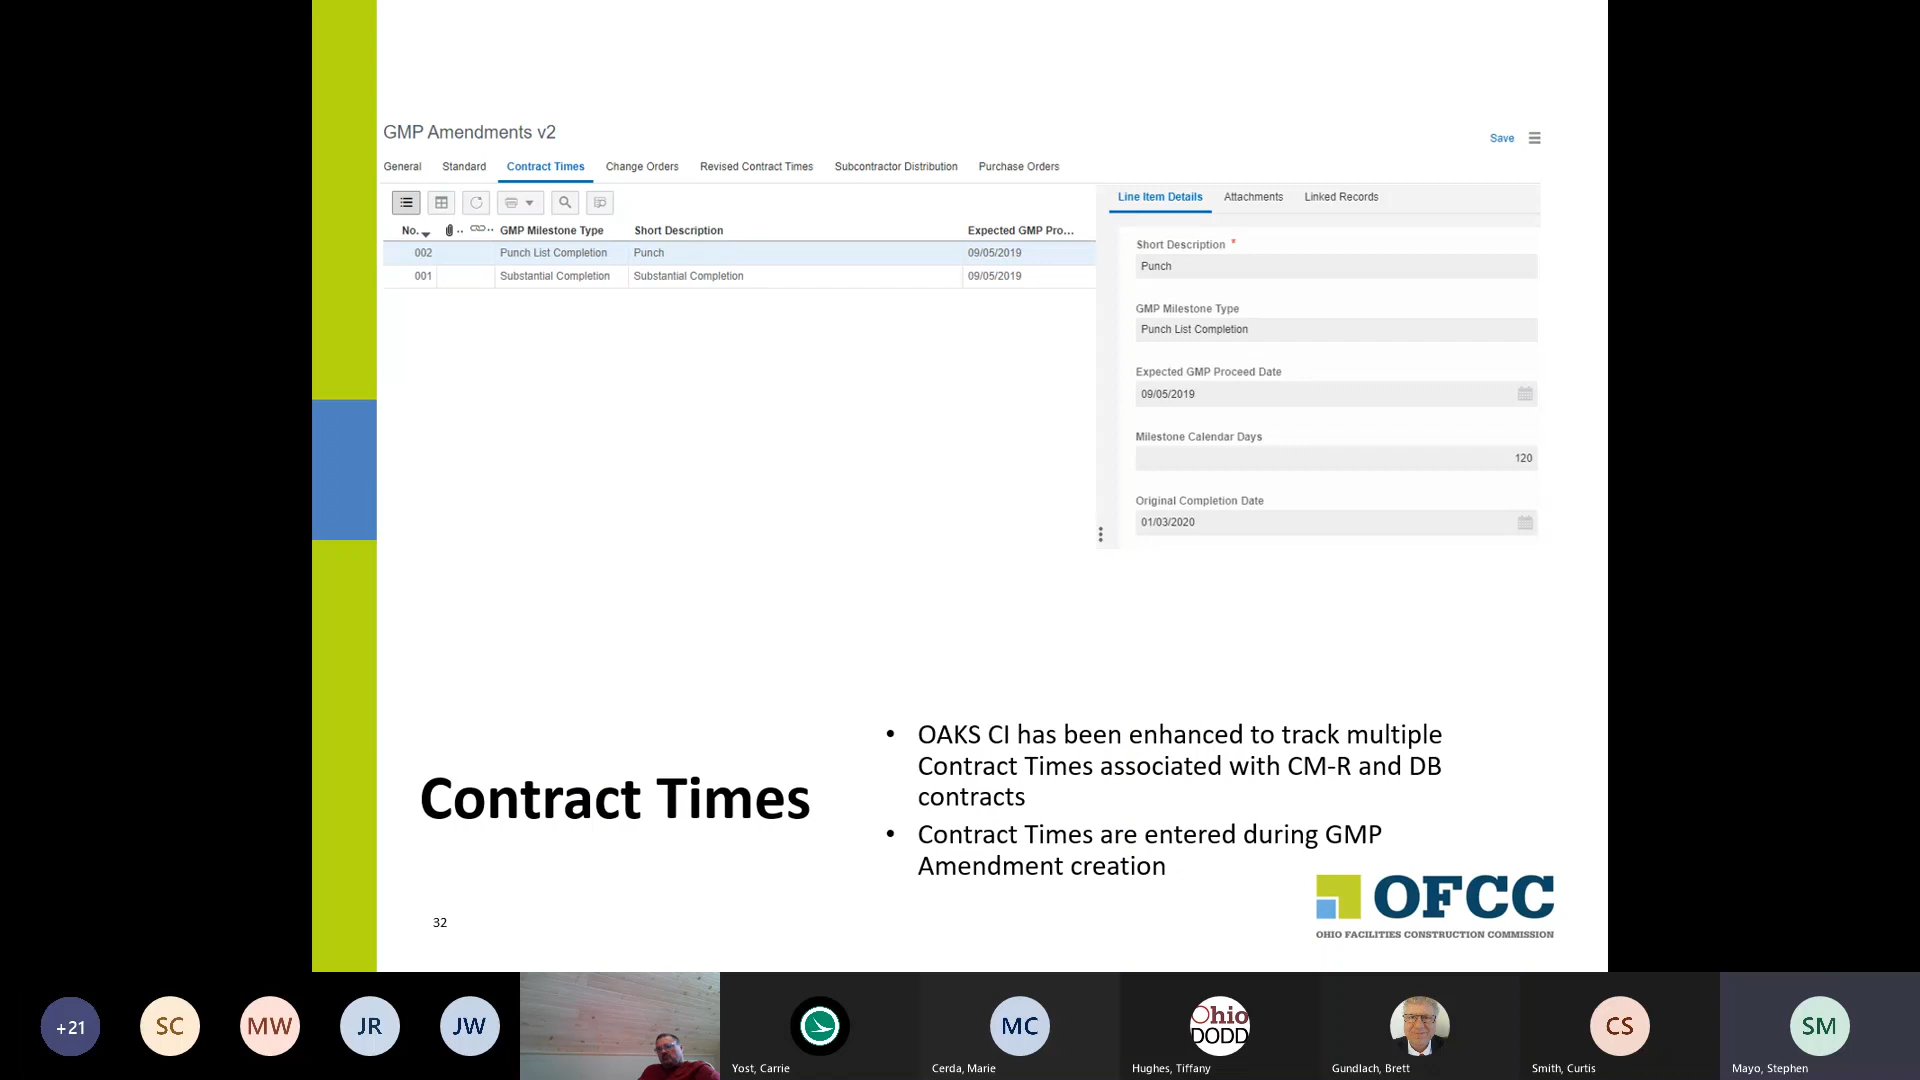 GMP Amendments v2
Save
General Standard Contract Times Change Orders Revised Contract Times Subcontractor Distribution Purchase Orders
Line Item Details Attachments Linked Records
No. GMP Milestone Type Short Description Expected GMP Pro...
002 Punch List Completion Punch 09/05/2019
001 Substantial Completion Substantial Completion 09/05/2019
Short Description *
Punch
GMP Milestone Type
Punch List Completion
Expected GMP Proceed Date
09/05/2019
Milestone Calendar Days
120
Original Completion Date
01/03/2020
Contract Times
• OAKS CI has been enhanced to track multiple
Contract Times associated with CM-R and DB
contracts
• Contract Times are entered during GMP
Amendment creation
32
OFCC
OHIO FACILITIES CONSTRUCTION COMMISSION
+21 SC MW JR JW MC Ohio CS SM
DODD
Yost, Carrie Cerda, Marie Hughes, Tiffany Gundlach, Brett Smith, Curtis Mayo, Stephen